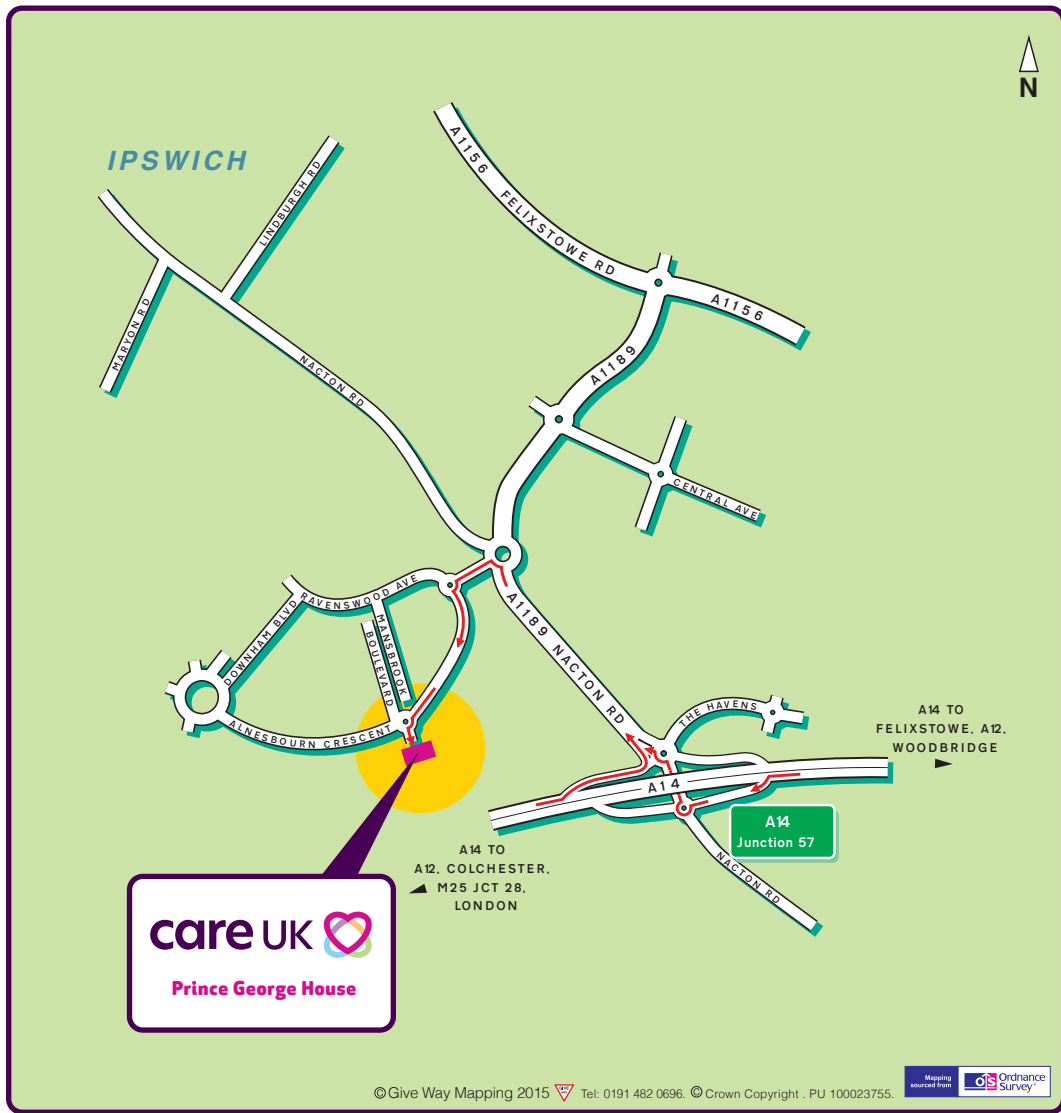 N
IPSWICH
LINDBURGH RD
MARYON RD
NACTON RD
A1156 FELIXSTOWE RD
A1156
A1189
CENTRAL AVE
RAVENSWOOD AVE
DOWNHAM BLVD
MANSBROOK
BOULEVARD
ALNESBOURN CRESCENT
A1189 NACTON RD
THE HAVENS
A14 TO
FELIXSTOWE, A12,
WOODBRIDGE
A14
A14
Junction 57
NACTON RD
A14 TO
A12, COLCHESTER,
M25 JCT 28,
LONDON
care UK
Prince George House
© Give Way Mapping 2015 Tel: 0191 482 0696. © Crown Copyright . PU 100023755.
Mapping
sourced from
OS Ordnance
Survey